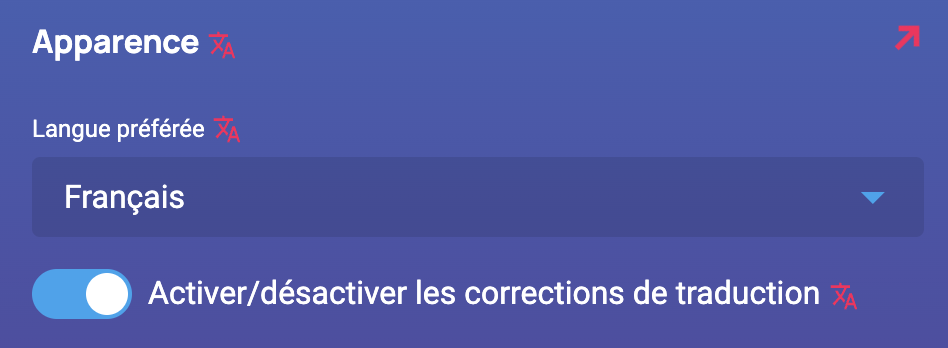 Apparence
Langue préférée
Français
Activer/désactiver les corrections de traduction